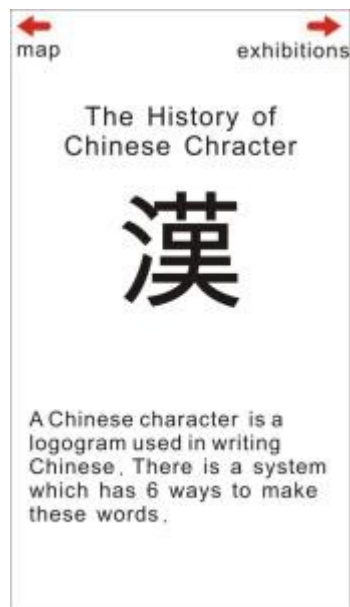 map
exhibitions
The History of
Chinese Chracter
漢
A Chinese character is a
logogram used in writing
Chinese. There is a system
which has 6 ways to make
these words.